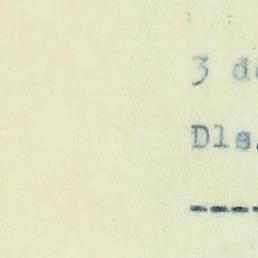 3 d
Dls.
----